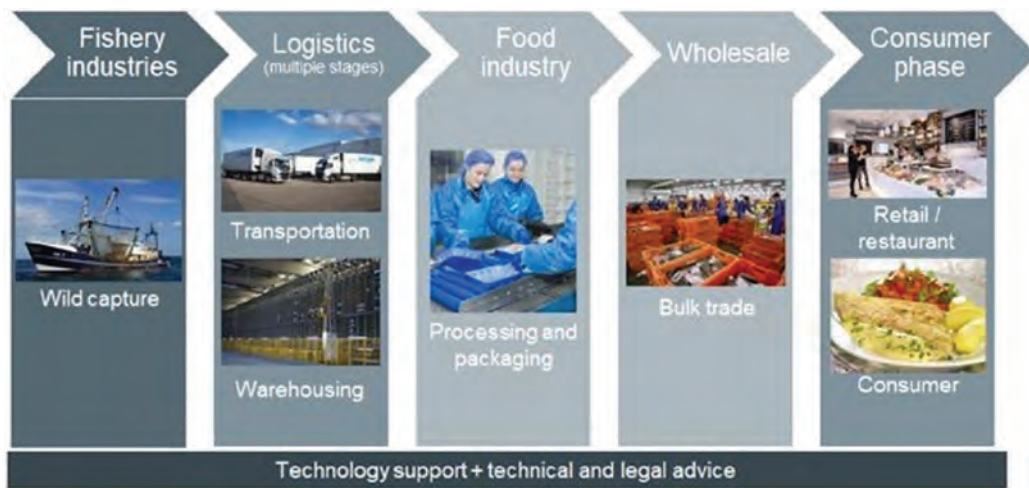 Fishery
industries
Logistics
(multiple stages)
Food
industry
Wholesale
Consumer
phase
Wild capture
Transportation
Warehousing
Processing and
packaging
Bulk trade
Retail /
restaurant
Consumer
Technology support + technical and legal advice